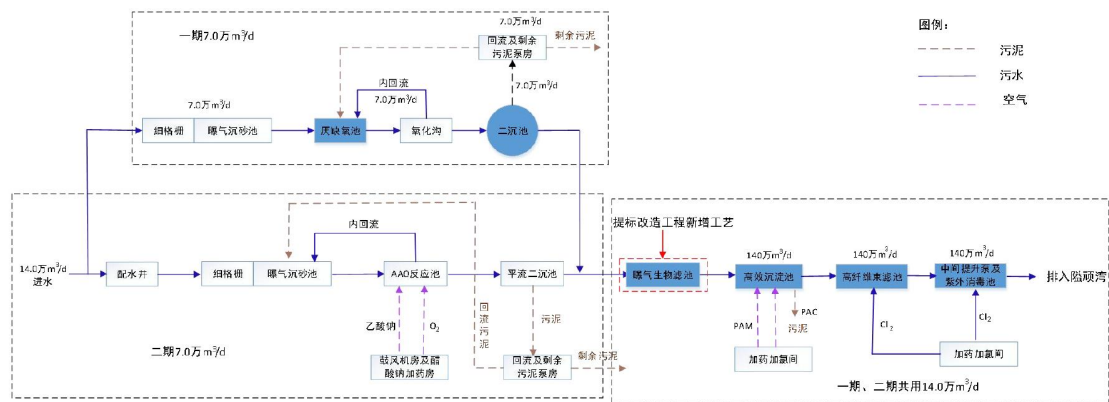 一期7.0万m³/d
7.0万m³/d
回流及剩余
污泥泵房
剩余污泥
7.0万m³/d
内回流
7.0万m³/d
7.0万m³/d
细格栅
曝气沉砂池
厌缺氧池
氧化沟
二沉池
图例：
污泥
污水
空气
14.0万m³/d
进水
配水井
细格栅
曝气沉砂池
内回流
AAO反应池
平流二沉池
乙酸钠
O₂
回流污泥
污泥
鼓风机房及醋
酸钠加药房
回流及剩余
污泥泵房
剩余污泥
二期7.0万m³/d
提标改造工程新增工艺
曝气生物滤池
140万m³/d
高效沉淀池
140万m³/d
高纤维束滤池
140万m³/d
中间提升泵及
紫外消毒池
排入隘顽湾
PAM
PAC
污泥
Cl₂
Cl₂
加药加氯间
加药加氯间
一期、二期共用14.0万m³/d